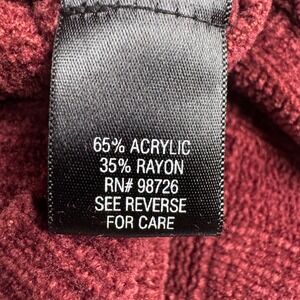 65% ACRYLIC
35% RAYON
RN# 98726
SEE REVERSE
FOR CARE